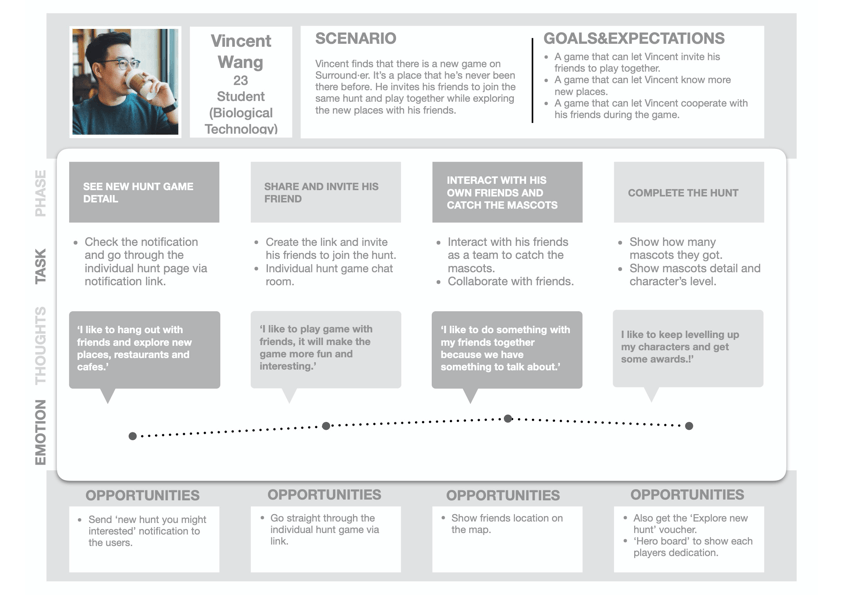 Vincent
Wang
23
Student
(Biological
Technology)
SCENARIO
Vincent finds that there is a new game on
Surround·er. It's a place that he's never been
there before. He invites his friends to join the
same hunt and play together while exploring
the new places with his friends.
GOALS&EXPECTATIONS
• A game that can let Vincent invite his
friends to play together.
• A game that can let Vincent know more
new places.
• A game that can let Vincent cooperate with
his friends during the game.
PHASE
SEE NEW HUNT GAME
DETAIL
SHARE AND INVITE HIS
FRIEND
INTERACT WITH HIS
OWN FRIENDS AND
CATCH THE MASCOTS
COMPLETE THE HUNT
TASK
• Check the notification
and go through the
individual hunt page via
notification link.
• Create the link and invite
his friends to join the hunt.
• Individual hunt game chat
room.
• Interact with his friends
as a team to catch the
mascots.
• Collaborate with friends.
• Show how many
mascots they got.
• Show mascots detail and
character's level.
THOUGHTS
'I like to hang out with
friends and explore new
places, restaurants and
cafes.'
'I like to play game with
friends, it will make the
game more fun and
interesting.'
'I like to do something with
my friends together
because we have
something to talk about.'
I like to keep levelling up
my characters and get
some awards.!'
EMOTION
OPPORTUNITIES
• Send 'new hunt you might
interested' notification to
the users.
OPPORTUNITIES
• Go straight through the
individual hunt game via
link.
OPPORTUNITIES
• Show friends location on
the map.
OPPORTUNITIES
• Also get the 'Explore new
hunt' voucher.
• 'Hero board' to show each
players dedication.